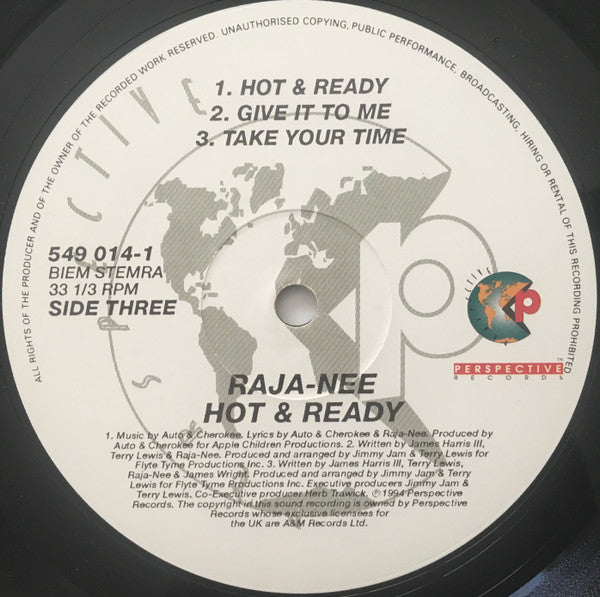 ALL RIGHTS OF THE PRODUCER AND OF THE OWNER OF THE RECORDED WORK RESERVED. UNAUTHORISED COPYING, PUBLIC PERFORMANCE, BROADCASTING, HIRING OR RENTAL OF THIS RECORDING PROHIBITED
1. HOT & READY
2. GIVE IT TO ME
3. TAKE YOUR TIME
PERSPECTIVE
p
549 014-1
BIEM STEMRA
33 1/3 RPM
SIDE THREE
p
PERSPECTIVE™
RECORDS
RAJA-NEE
HOT & READY
1. Music by Auto & Cherokee. Lyrics by Auto & Cherokee & Raja-Nee. Produced by
Auto & Cherokee for Apple Children Productions. 2. Written by James Harris III,
Terry Lewis & Raja-Nee. Produced and arranged by Jimmy Jam & Terry Lewis for
Flyte Tyme Productions Inc. 3. Written by James Harris III, Terry Lewis,
Raja-Nee & James Wright. Produced and arranged by Jimmy Jam & Terry
Lewis for Flyte Tyme Productions Inc. Executive producers Jimmy Jam &
Terry Lewis. Co-Executive producer Herb Trawick. ℗ 1994 Perspective
Records. The copyright in this sound recording is owned by Perspective
Records whose exclusive licensees for
the UK are A&M Records Ltd.